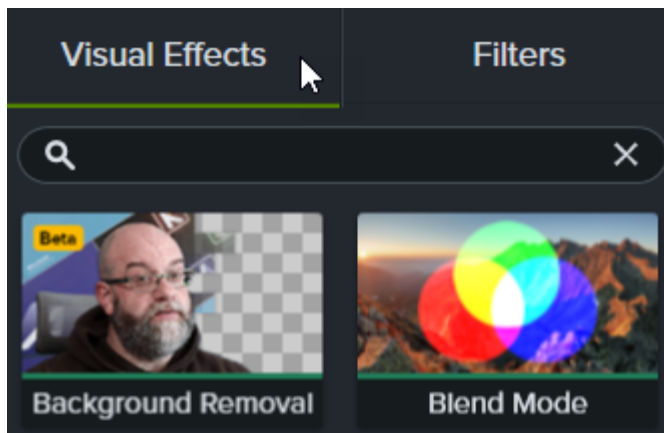 Visual Effects
Filters
Beta
Background Removal
Blend Mode